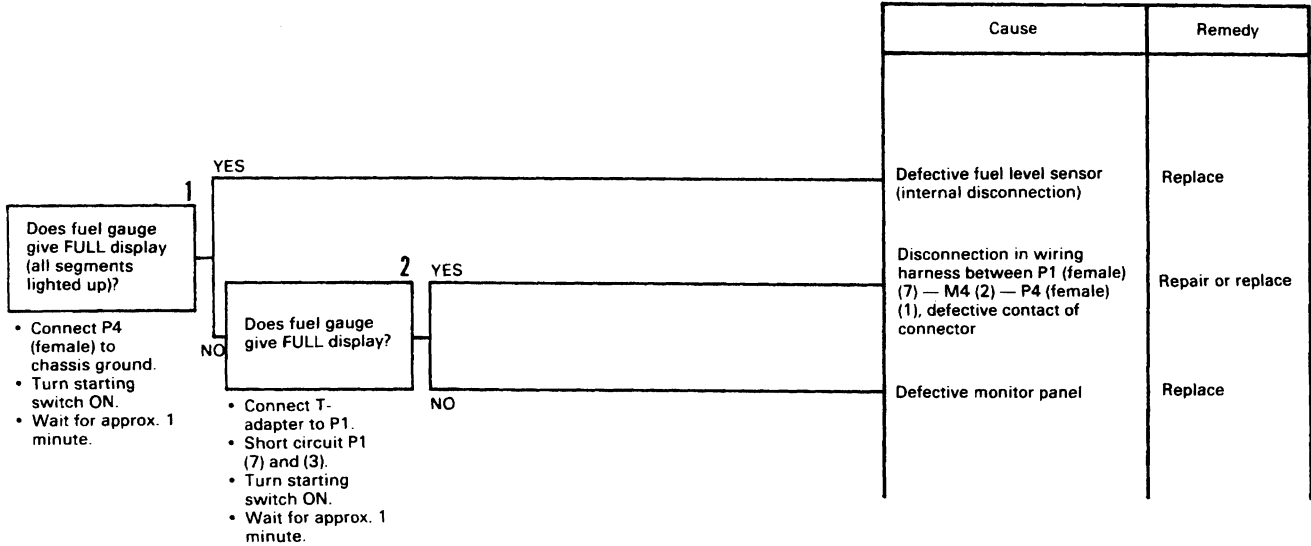 Cause
Remedy
YES
1
Does fuel gauge
give FULL display
(all segments
lighted up)?
• Connect P4
(female) to
chassis ground.
• Turn starting
switch ON.
• Wait for approx. 1
minute.
NO
2
YES
Does fuel gauge
give FULL display?
NO
• Connect T-
adapter to P1.
• Short circuit P1
(7) and (3).
• Turn starting
switch ON.
• Wait for approx. 1
minute.
Defective fuel level sensor
(internal disconnection)
Replace
Disconnection in wiring
harness between P1 (female)
(7) — M4 (2) — P4 (female)
(1), defective contact of
connector
Repair or replace
Defective monitor panel
Replace